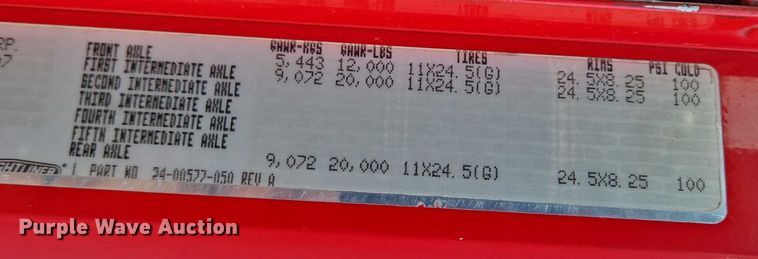 RP. GAWR-KGS GAWR-LBS TIRES RIMS PSI COLD
FRONT AXLE 5,443 12,000 11X24.5(G) 24.5X8.25 100
FIRST INTERMEDIATE AXLE 9,072 20,000 11X24.5(G) 24.5X8.25 100
SECOND INTERMEDIATE AXLE
THIRD INTERMEDIATE AXLE
FOURTH INTERMEDIATE AXLE
FIFTH INTERMEDIATE AXLE
REAR AXLE 9,072 20,000 11X24.5(G) 24.5X8.25 100
GHTLINER PART NO. 24-00577-050 REV A
Purple Wave Auction